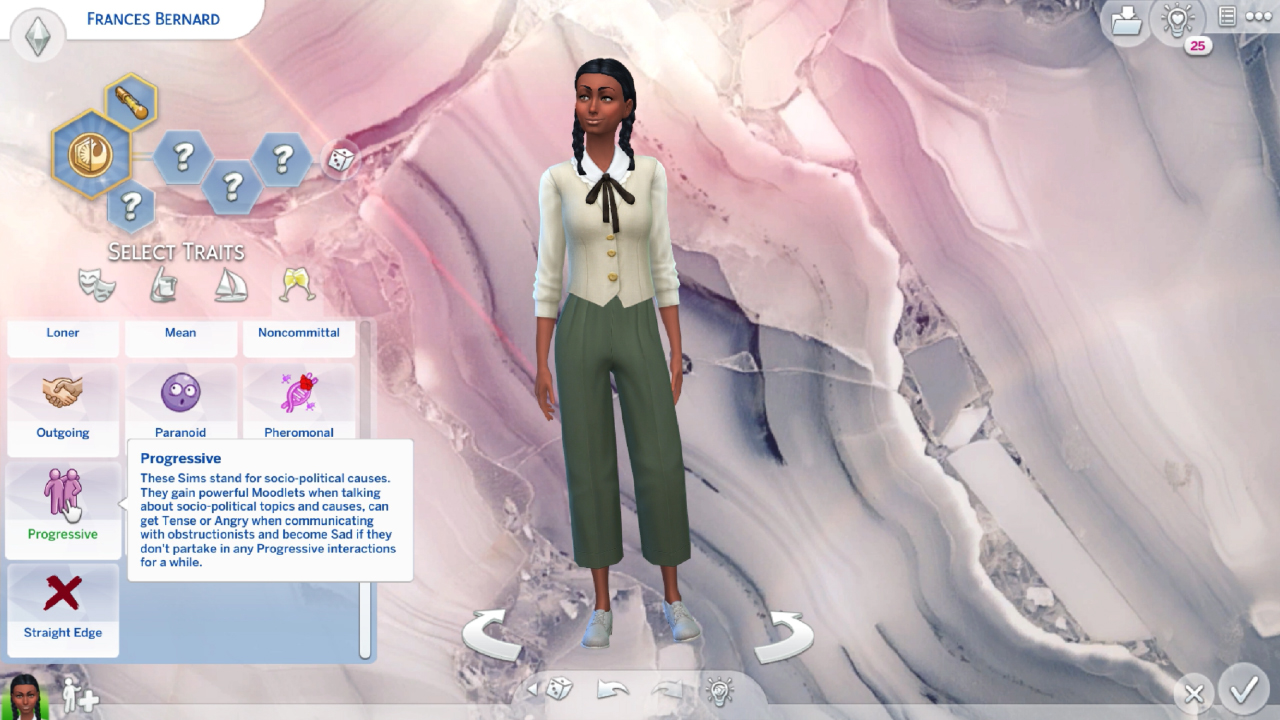 FRANCES BERNARD
25
SELECT TRAITS
Loner
Mean
Noncommittal
Outgoing
Paranoid
Pheromonal
Progressive
Progressive
These Sims stand for socio-political causes.
They gain powerful Moodlets when talking
about socio-political topics and causes, can
get Tense or Angry when communicating
with obstructionists and become Sad if they
don't partake in any Progressive interactions
for a while.
Straight Edge